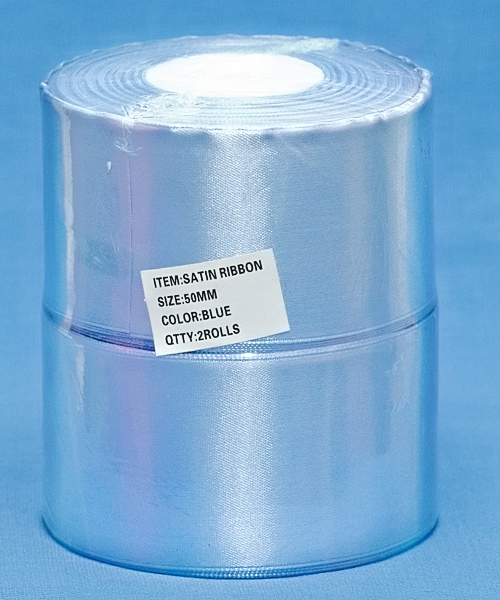 ITEM:SATIN RIBBON
SIZE:50MM
COLOR:BLUE
QTTY:2ROLLS